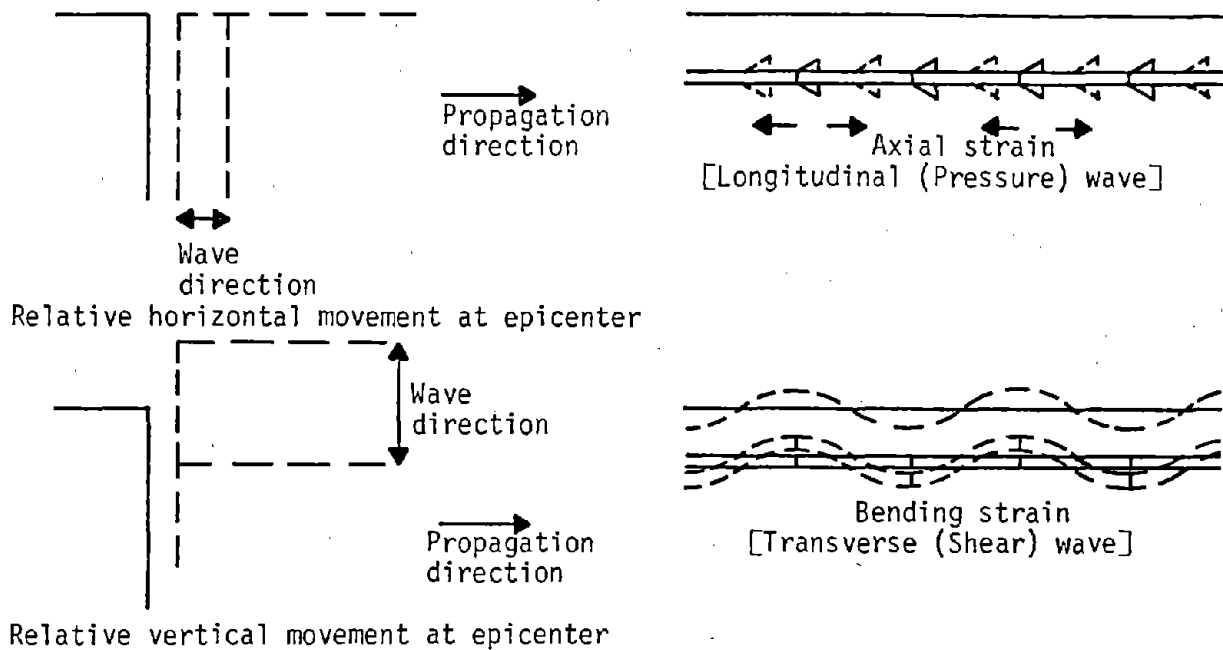 Propagation
direction
Wave
direction
Relative horizontal movement at epicenter
Axial strain
[Longitudinal (Pressure) wave]
Wave
direction
Propagation
direction
Relative vertical movement at epicenter
Bending strain
[Transverse (Shear) wave]